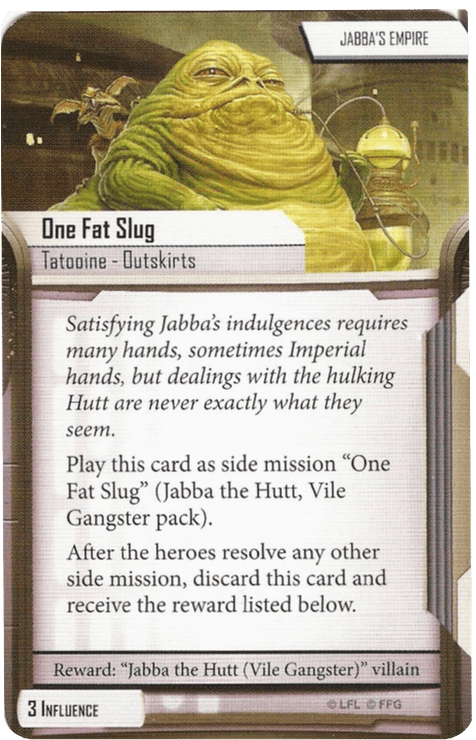 JABBA'S EMPIRE
One Fat Slug
Tatooine - Outskirts
Satisfying Jabba's indulgences requires
many hands, sometimes Imperial
hands, but dealings with the hulking
Hutt are never exactly what they
seem.
Play this card as side mission “One
Fat Slug” (Jabba the Hutt, Vile
Gangster pack).
After the heroes resolve any other
side mission, discard this card and
receive the reward listed below.
Reward: “Jabba the Hutt (Vile Gangster)” villain
3 INFLUENCE
© LFL © FFG